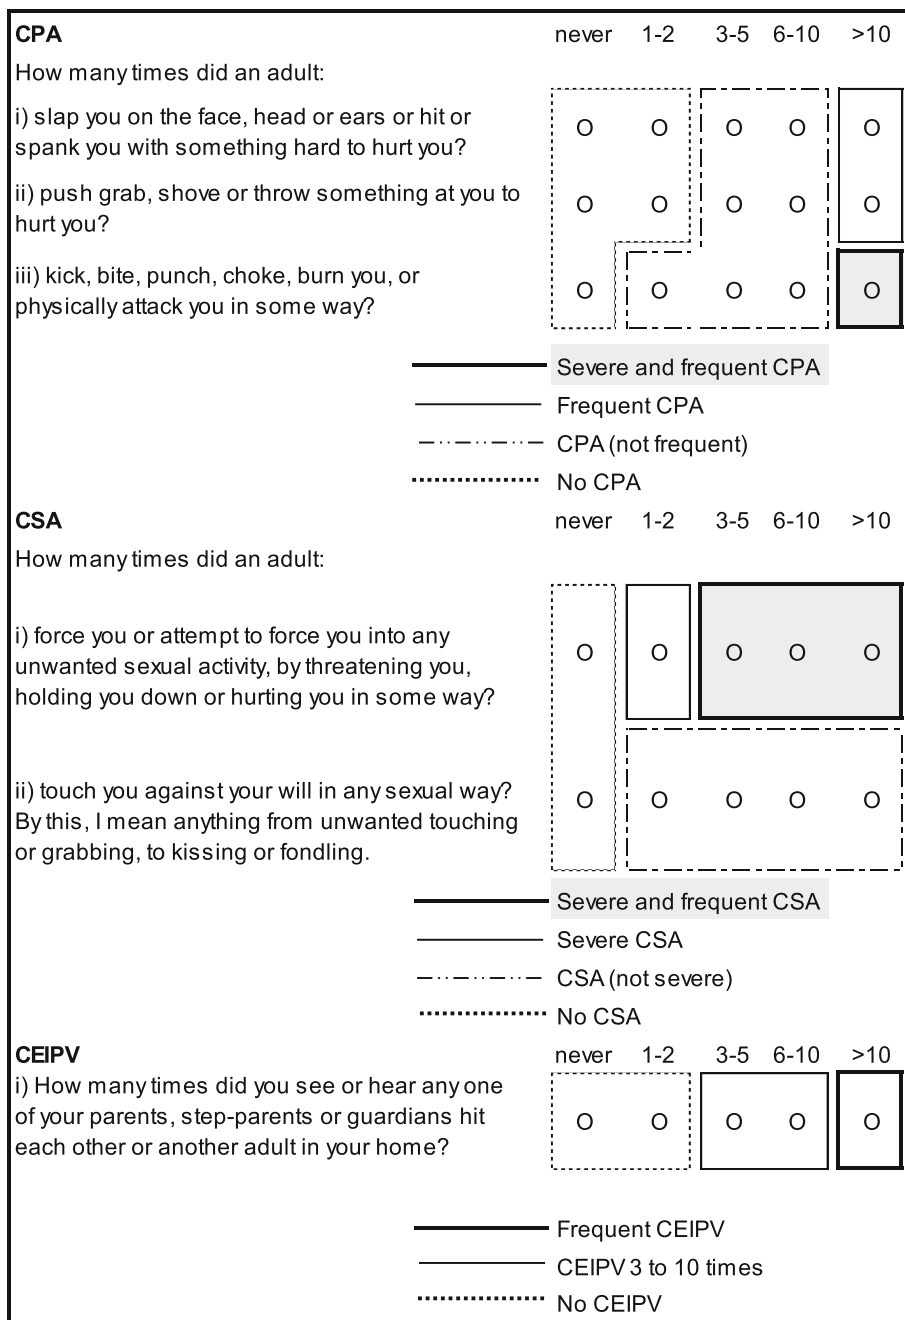 CPA never 1-2 3-5 6-10 >10
How many times did an adult:
i) slap you on the face, head or ears or hit or
spank you with something hard to hurt you?
O O O O O
ii) push grab, shove or throw something at you to
hurt you?
O O O O O
iii) kick, bite, punch, choke, burn you, or
physically attack you in some way?
O O O O O
Severe and frequent CPA
Frequent CPA
CPA (not frequent)
No CPA
CSA never 1-2 3-5 6-10 >10
How many times did an adult:
i) force you or attempt to force you into any
unwanted sexual activity, by threatening you,
holding you down or hurting you in some way?
O O O O O
ii) touch you against your will in any sexual way?
By this, I mean anything from unwanted touching
or grabbing, to kissing or fondling.
O O O O O
Severe and frequent CSA
Severe CSA
CSA (not severe)
No CSA
CEIPV never 1-2 3-5 6-10 >10
i) How many times did you see or hear any one
of your parents, step-parents or guardians hit
each other or another adult in your home?
O O O O O
Frequent CEIPV
CEIPV 3 to 10 times
No CEIPV